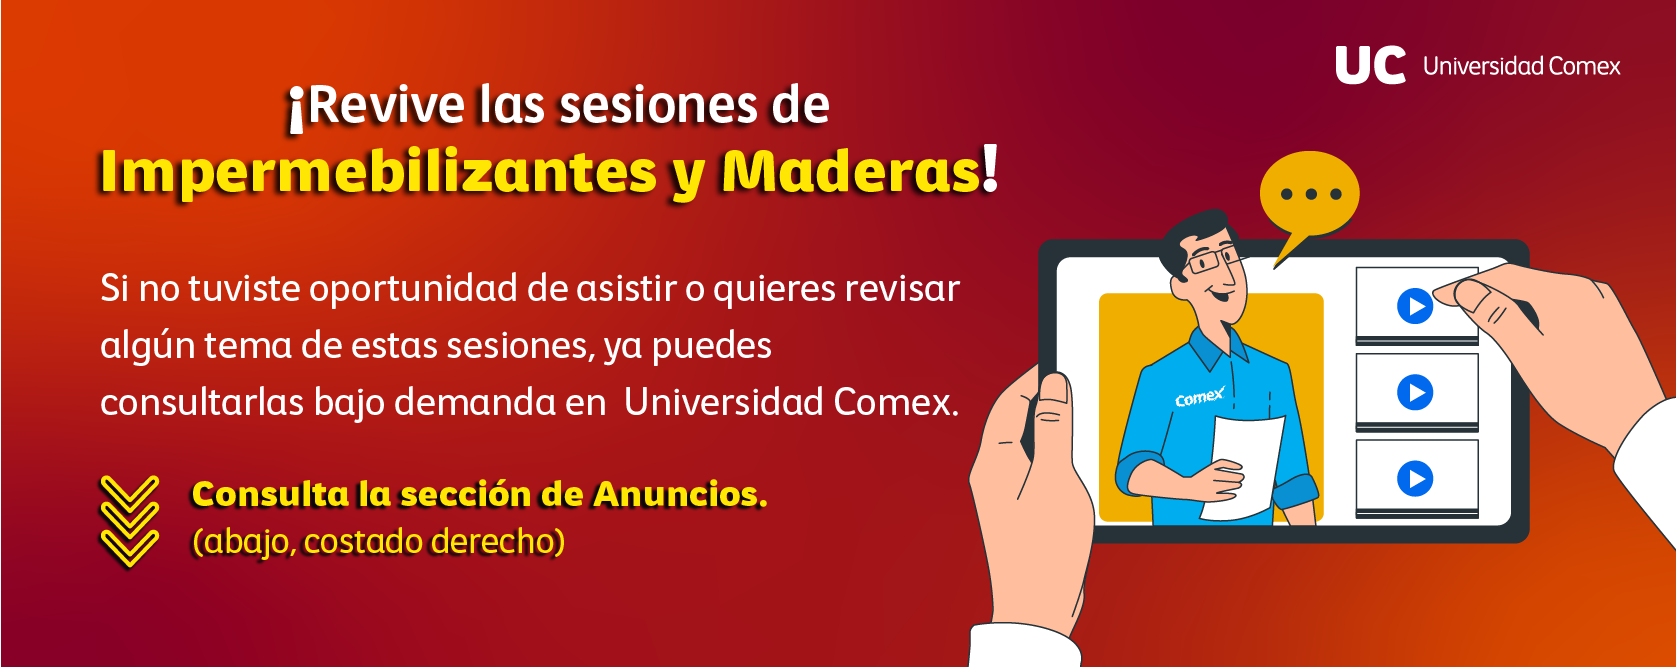 UC Universidad Comex
¡Revive las sesiones de
Impermebilizantes y Maderas!
Si no tuviste oportunidad de asistir o quieres revisar
algún tema de estas sesiones, ya puedes
consultarlas bajo demanda en Universidad Comex.
Consulta la sección de Anuncios.
(abajo, costado derecho)
Comex